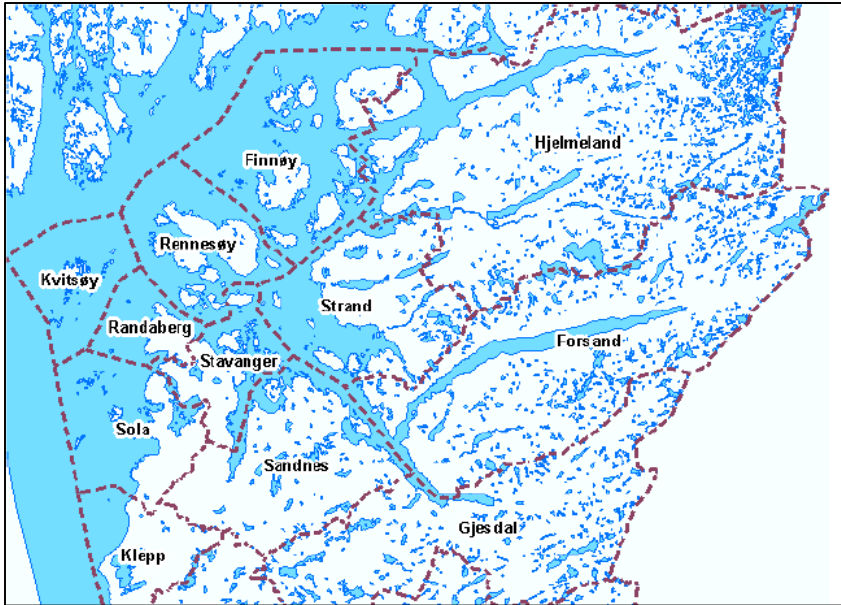 Hjelmeland
Finnøy
Rennesøy
Kvitsøy
Strand
Randaberg
Forsand
Stavanger
Sola
Sandnes
Gjesdal
Klepp